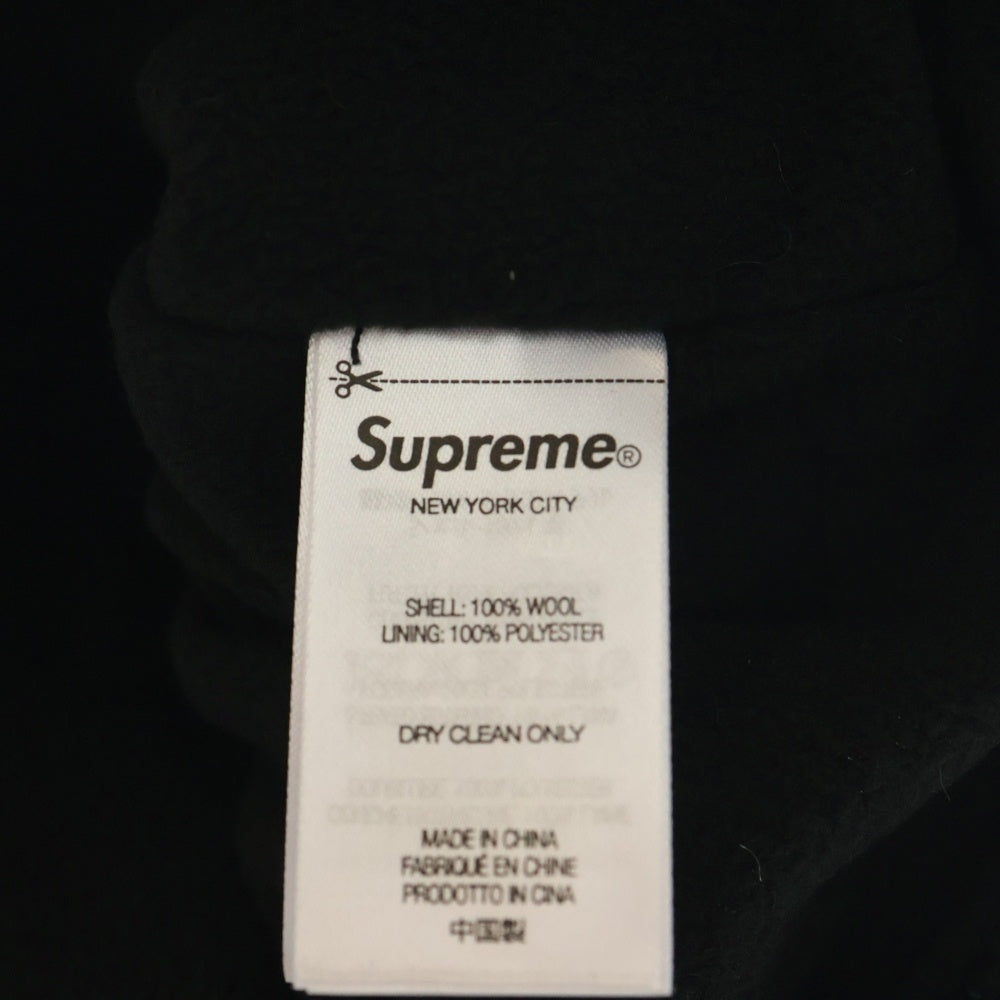 Supreme®
NEW YORK CITY
SHELL: 100% WOOL
LINING: 100% POLYESTER
DRY CLEAN ONLY
MADE IN CHINA
FABRIQUÉ EN CHINE
PRODOTTO IN CINA
中国製